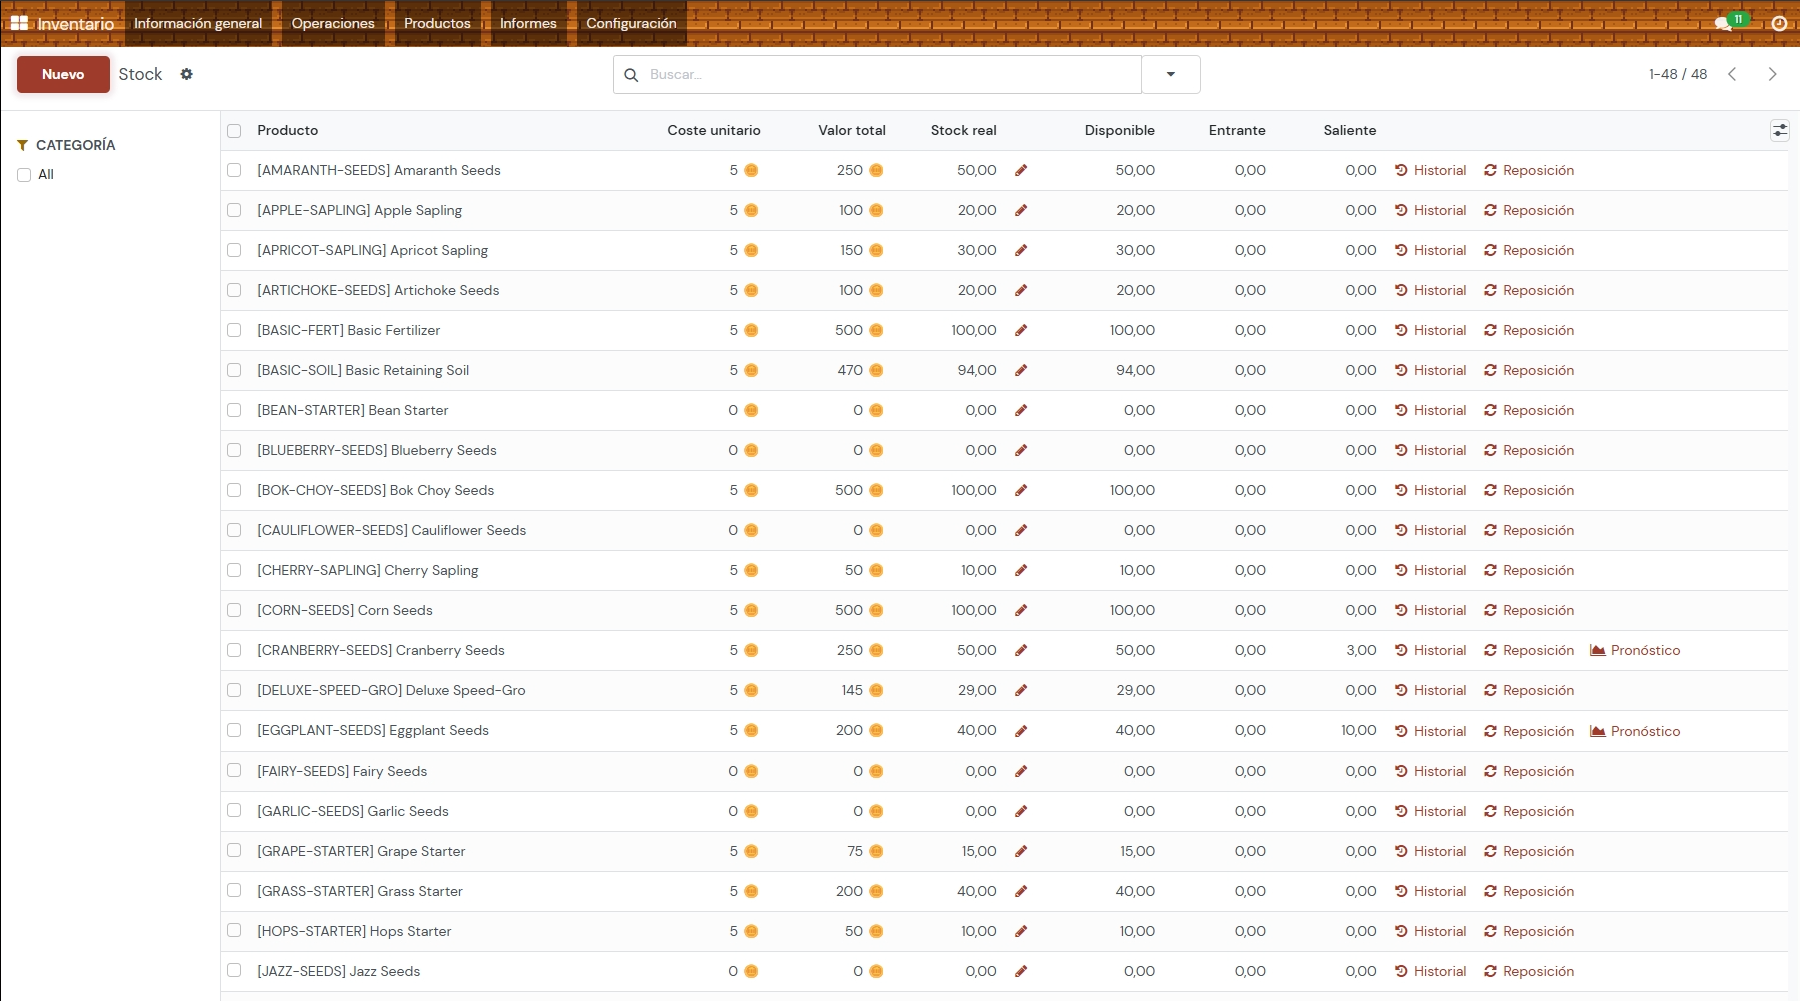 Inventario Información general Operaciones Productos Informes Configuración 11
Nuevo Stock Buscar... 1-48 / 48
CATEGORÍA
All
Producto Coste unitario Valor total Stock real Disponible Entrante Saliente
[AMARANTH-SEEDS] Amaranth Seeds 5 250 50,00 50,00 0,00 0,00 Historial Reposición
[APPLE-SAPLING] Apple Sapling 5 100 20,00 20,00 0,00 0,00 Historial Reposición
[APRICOT-SAPLING] Apricot Sapling 5 150 30,00 30,00 0,00 0,00 Historial Reposición
[ARTICHOKE-SEEDS] Artichoke Seeds 5 100 20,00 20,00 0,00 0,00 Historial Reposición
[BASIC-FERT] Basic Fertilizer 5 500 100,00 100,00 0,00 0,00 Historial Reposición
[BASIC-SOIL] Basic Retaining Soil 5 470 94,00 94,00 0,00 0,00 Historial Reposición
[BEAN-STARTER] Bean Starter 0 0 0,00 0,00 0,00 0,00 Historial Reposición
[BLUEBERRY-SEEDS] Blueberry Seeds 0 0 0,00 0,00 0,00 0,00 Historial Reposición
[BOK-CHOY-SEEDS] Bok Choy Seeds 5 500 100,00 100,00 0,00 0,00 Historial Reposición
[CAULIFLOWER-SEEDS] Cauliflower Seeds 0 0 0,00 0,00 0,00 0,00 Historial Reposición
[CHERRY-SAPLING] Cherry Sapling 5 50 10,00 10,00 0,00 0,00 Historial Reposición
[CORN-SEEDS] Corn Seeds 5 500 100,00 100,00 0,00 0,00 Historial Reposición
[CRANBERRY-SEEDS] Cranberry Seeds 5 250 50,00 50,00 0,00 3,00 Historial Reposición Pronóstico
[DELUXE-SPEED-GRO] Deluxe Speed-Gro 5 145 29,00 29,00 0,00 0,00 Historial Reposición
[EGGPLANT-SEEDS] Eggplant Seeds 5 200 40,00 40,00 0,00 10,00 Historial Reposición Pronóstico
[FAIRY-SEEDS] Fairy Seeds 0 0 0,00 0,00 0,00 0,00 Historial Reposición
[GARLIC-SEEDS] Garlic Seeds 0 0 0,00 0,00 0,00 0,00 Historial Reposición
[GRAPE-STARTER] Grape Starter 5 75 15,00 15,00 0,00 0,00 Historial Reposición
[GRASS-STARTER] Grass Starter 5 200 40,00 40,00 0,00 0,00 Historial Reposición
[HOPS-STARTER] Hops Starter 5 50 10,00 10,00 0,00 0,00 Historial Reposición
[JAZZ-SEEDS] Jazz Seeds 0 0 0,00 0,00 0,00 0,00 Historial Reposición